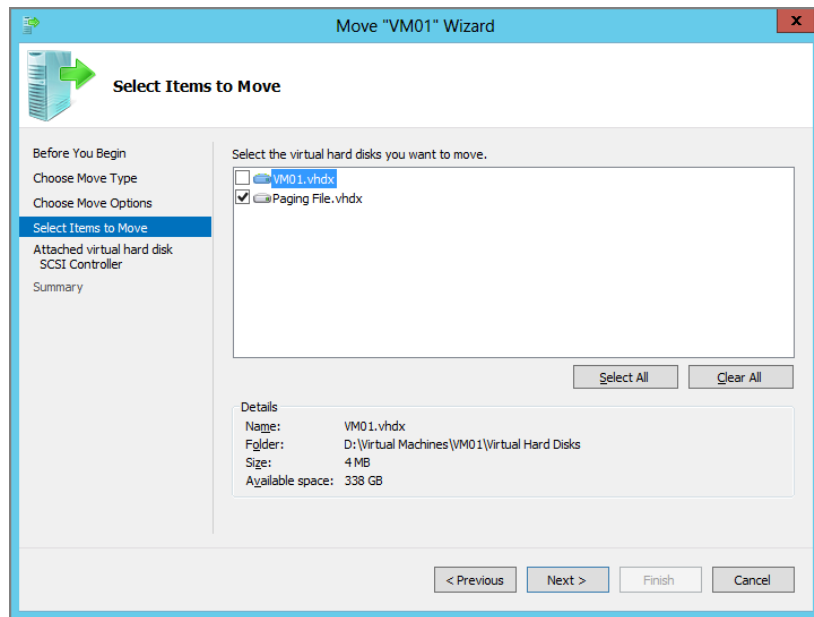 Move "VM01" Wizard
x
Select Items to Move
Before You Begin
Choose Move Type
Choose Move Options
Select Items to Move
Attached virtual hard disk
SCSI Controller
Summary
Select the virtual hard disks you want to move.
VM01.vhdx
Paging File.vhdx
Select All
Clear All
Details
Name: VM01.vhdx
Folder: D:\Virtual Machines\VM01\Virtual Hard Disks
Size: 4 MB
Available space: 338 GB
< Previous
Next >
Finish
Cancel